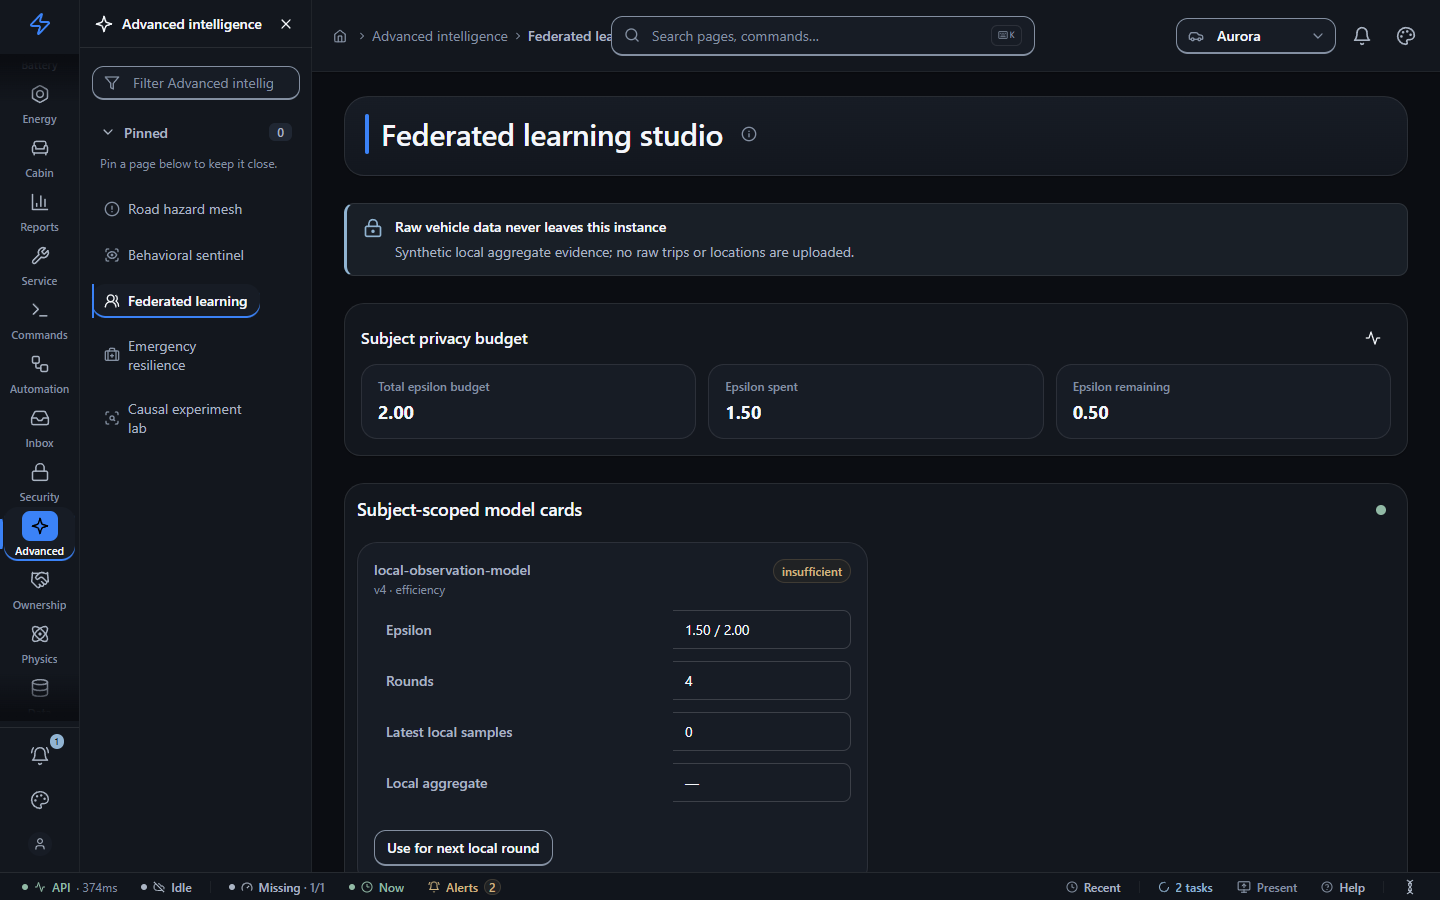 Battery
Energy
Cabin
Reports
Service
Commands
Automation
Inbox
Security
Advanced
Ownership
Physics
1
Advanced intelligence
Filter Advanced intellig
Pinned 0
Pin a page below to keep it close.
Road hazard mesh
Behavioral sentinel
Federated learning
Emergency
resilience
Causal experiment
lab
Advanced intelligence Federated lea
Search pages, commands... K
Aurora
Federated learning studio
Raw vehicle data never leaves this instance
Synthetic local aggregate evidence; no raw trips or locations are uploaded.
Subject privacy budget
Total epsilon budget
2.00
Epsilon spent
1.50
Epsilon remaining
0.50
Subject-scoped model cards
local-observation-model insufficient
v4 · efficiency
Epsilon 1.50 / 2.00
Rounds 4
Latest local samples 0
Local aggregate —
Use for next local round
API · 374ms Idle Missing · 1/1 Now Alerts 2 Recent 2 tasks Present Help